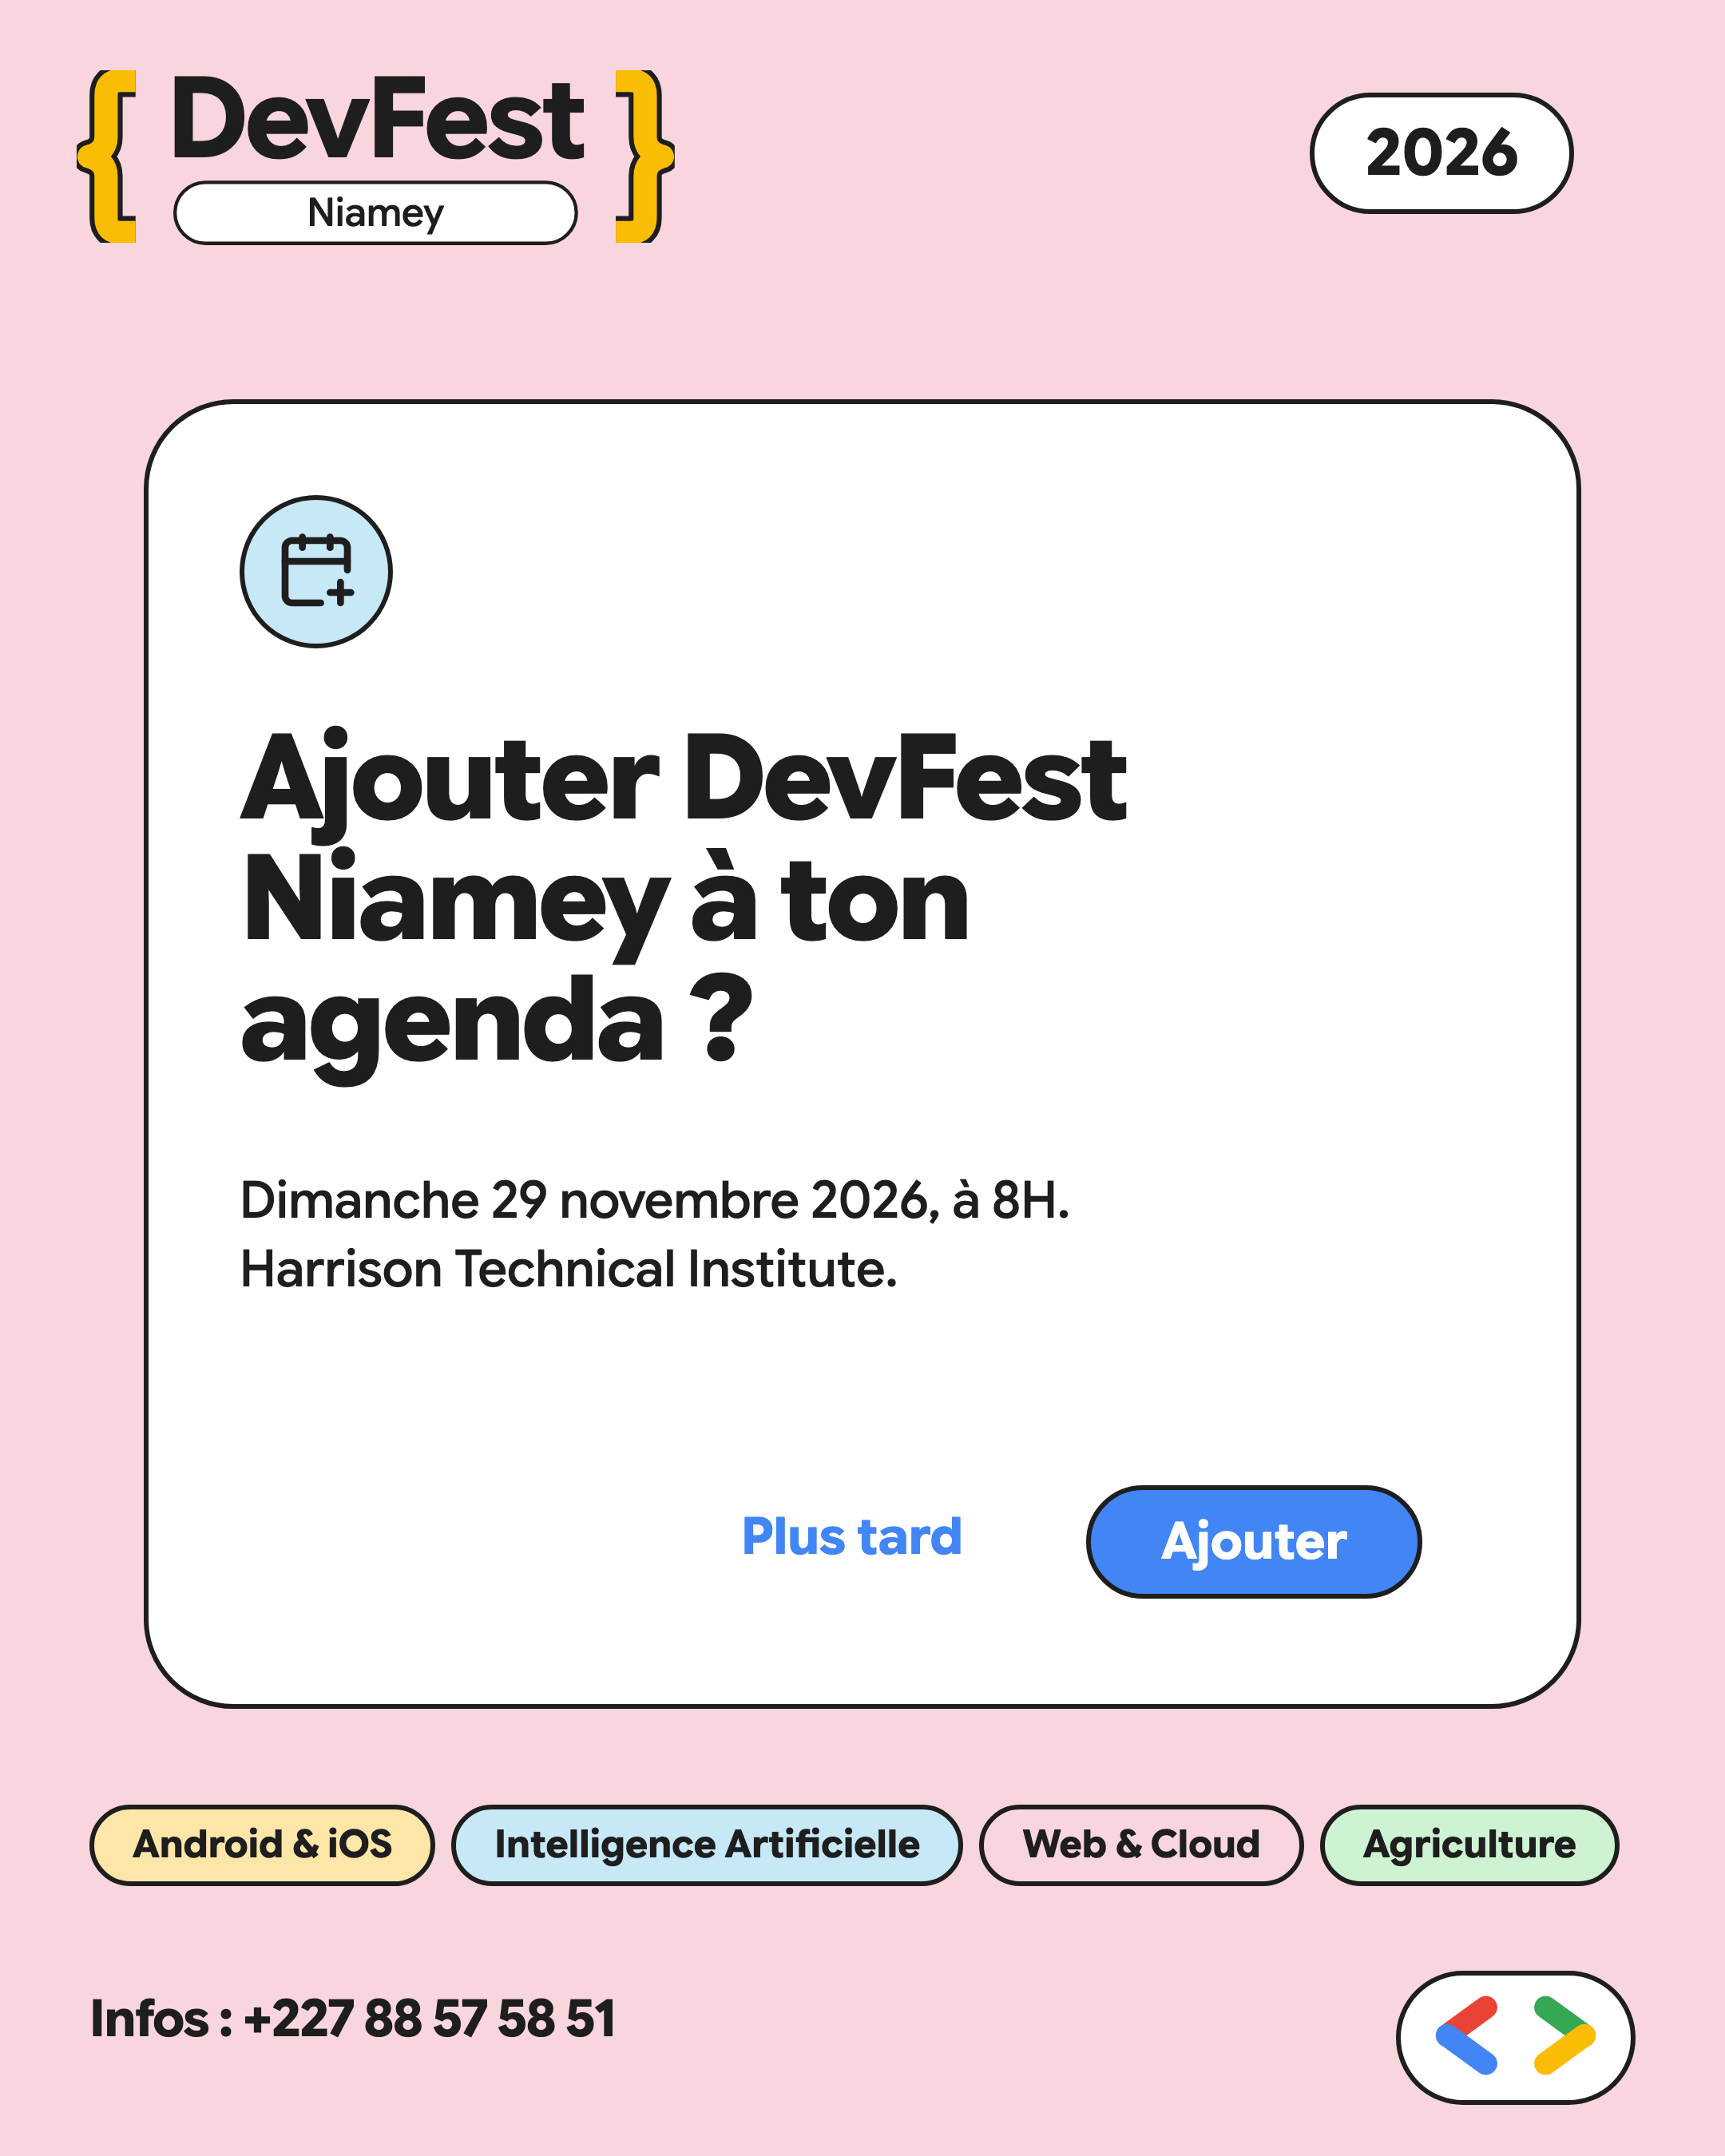 DevFest
Niamey
2026
Ajouter DevFest
Niamey à ton
agenda ?
Dimanche 29 novembre 2026, à 8H.
Harrison Technical Institute.
Plus tard
Ajouter
Android & iOS
Intelligence Artificielle
Web & Cloud
Agriculture
Infos : +227 88 57 58 51